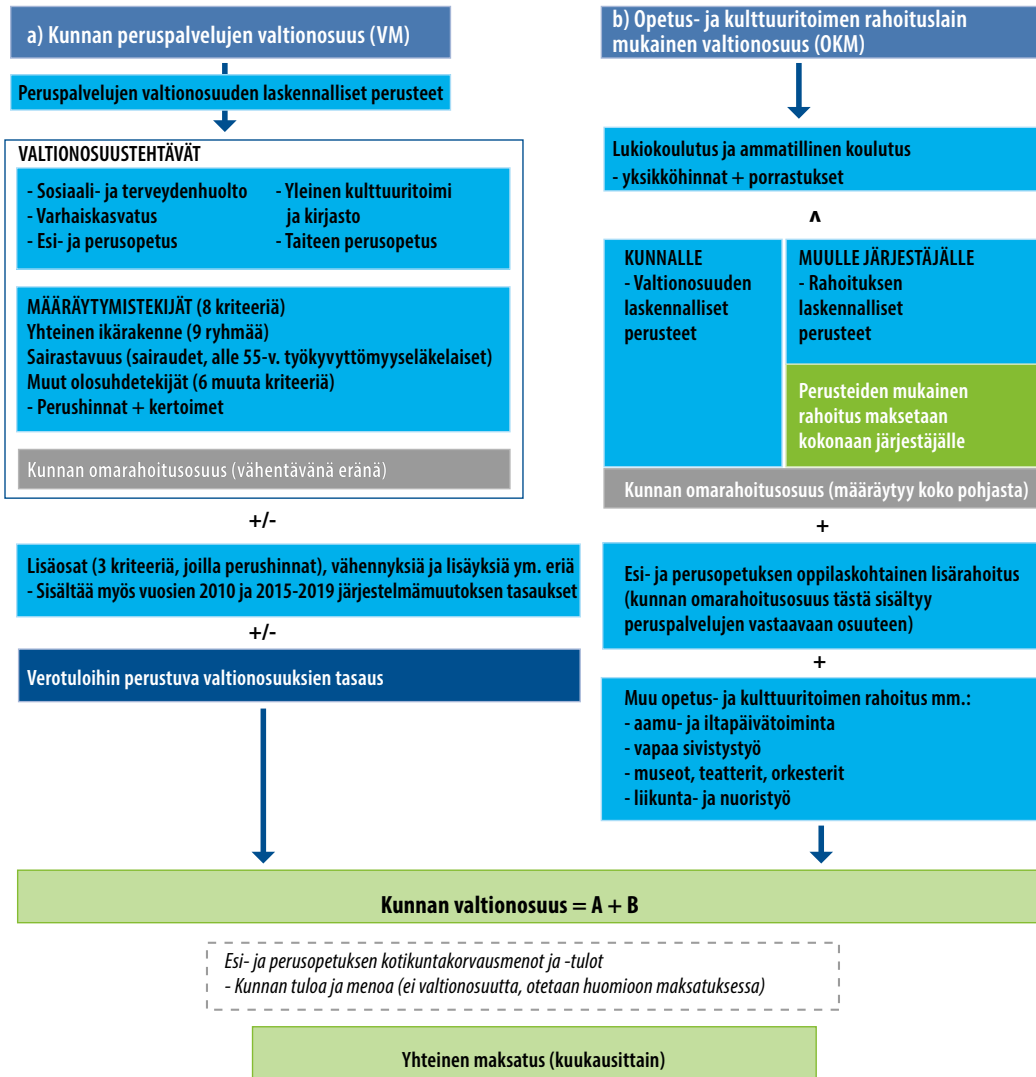 a) Kunnan peruspalvelujen valtionosuus (VM)
Peruspalvelujen valtionosuuden laskennalliset perusteet
VALTIONOSUUSTEHTÄVÄT
- Sosiaali- ja terveydenhuolto
- Varhaiskasvatus
- Esi- ja perusopetus
- Yleinen kulttuuritoimi
ja kirjasto
- Taiteen perusopetus
MÄÄRÄYTYMISTEKIJÄT (8 kriteeriä)
Yhteinen ikärakenne (9 ryhmää)
Sairastavuus (sairaudet, alle 55-v. työkyvyttömyyseläkelaiset)
Muut olosuhdetekijät (6 muuta kriteeriä)
- Perushinnat + kertoimet
Kunnan omarahoitusosuus (vähentävänä eränä)
+/-
Lisäosat (3 kriteeriä, joilla perushinnat), vähennyksiä ja lisäyksiä ym. eriä
- Sisältää myös vuosien 2010 ja 2015-2019 järjestelmämuutoksen tasaukset
+/-
Verotuloihin perustuva valtionosuuksien tasaus
b) Opetus- ja kulttuuritoimen rahoituslain
mukainen valtionosuus (OKM)
Lukiokoulutus ja ammatillinen koulutus
- yksikköhinnat + porrastukset
^
KUNNALLE
- Valtionosuuden
laskennalliset
perusteet
MUULLE JÄRJESTÄJÄLLE
- Rahoituksen
laskennalliset
perusteet
Perusteiden mukainen
rahoitus maksetaan
kokonaan järjestäjälle
Kunnan omarahoitusosuus (määräytyy koko pohjasta)
+
Esi- ja perusopetuksen oppilaskohtainen lisärahoitus
(kunnan omarahoitusosuus tästä sisältyy
peruspalvelujen vastaavaan osuuteen)
+
Muu opetus- ja kulttuuritoimen rahoitus mm.:
- aamu- ja iltapäivätoiminta
- vapaa sivistystyö
- museot, teatterit, orkesterit
- liikunta- ja nuoristyö
Kunnan valtionosuus = A + B
Esi- ja perusopetuksen kotikuntakorvausmenot ja -tulot
- Kunnan tuloa ja menoa (ei valtionosuutta, otetaan huomioon maksatuksessa)
Yhteinen maksatus (kuukausittain)